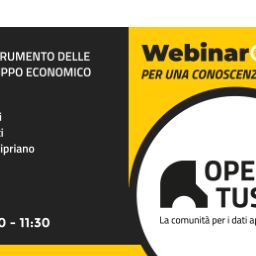 RUMENTO DELLE
PPO ECONOMICO
i
i
ipriano
0 - 11:30
Webinar
PER UNA CONOSCENZ
OPE
TUS
La comunità per i dati ap